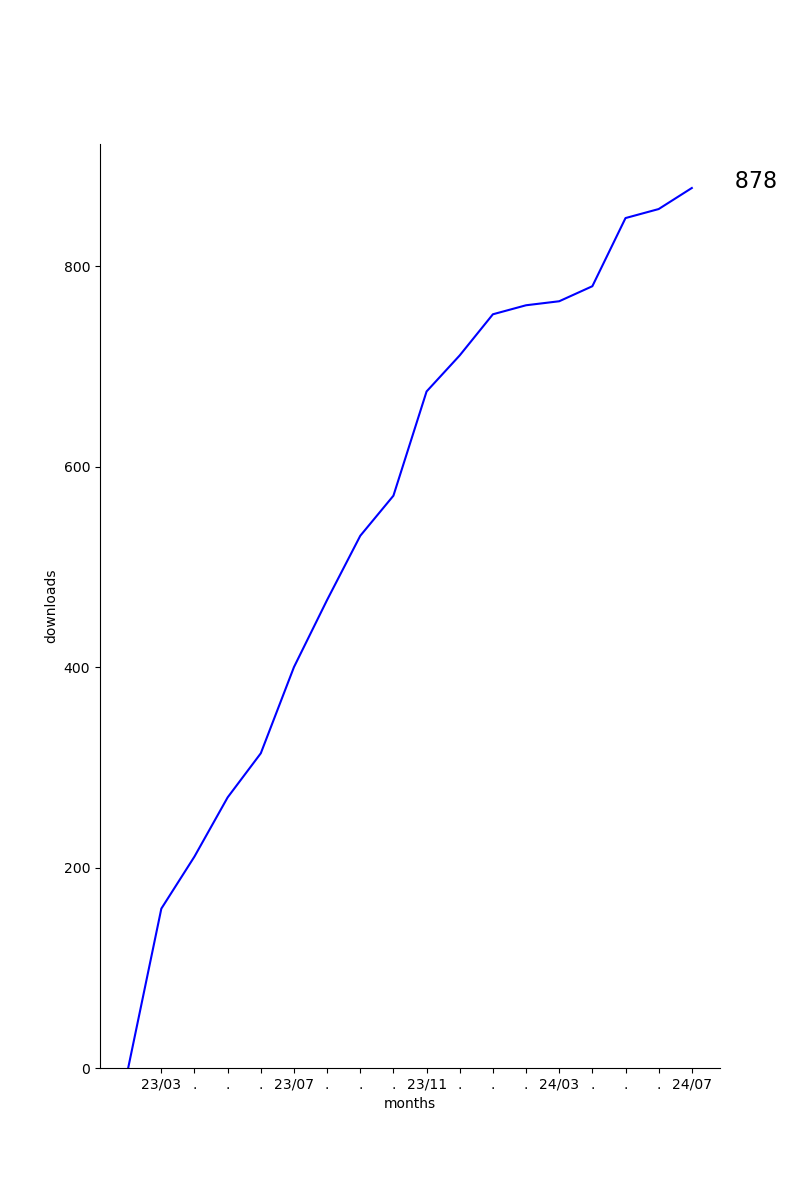 878
800
600
downloads
400
200
0
23/03 . . . 23/07 . . . 23/11 . . . 24/03 . . . 24/07
months